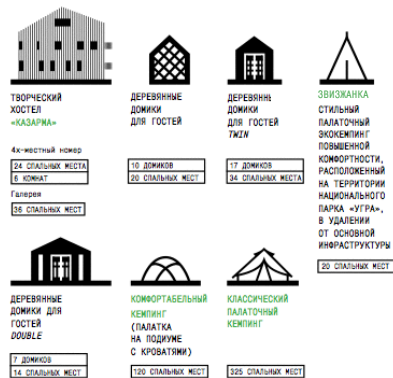 ТВОРЧЕСКИЙ
ХОСТЕЛ
«КАЗАРМА»
4х-местный номер
24 СПАЛЬНЫХ МЕСТА
6 КОМНАТ
Галерея
36 СПАЛЬНЫХ МЕСТ
ДЕРЕВЯННЫЕ
ДОМИКИ
ДЛЯ ГОСТЕЙ
10 ДОМИКОВ
20 СПАЛЬНЫХ МЕСТ
ДЕРЕВЯННЫ
ДОМИКИ
ДЛЯ ГОСТЕЙ
TWIN
17 ДОМИКОВ
34 СПАЛЬНЫХ МЕСТА
ЗВИЗЖАНКА
СТИЛЬНЫЙ
ПАЛАТОЧНЫЙ
ЭКОКЕМПИНГ
ПОВЫШЕННОЙ
КОМФОРТНОСТИ,
РАСПОЛОЖЕННЫЙ
НА ТЕРРИТОРИИ
НАЦИОНАЛЬНОГО
ПАРКА «УГРА»,
В УДАЛЕНИИ
ОТ ОСНОВНОЙ
ИНФРАСТРУКТУРЫ
20 СПАЛЬНЫХ МЕСТ
ДЕРЕВЯННЫЕ
ДОМИКИ ДЛЯ
ГОСТЕЙ
DOUBLE
7 ДОМИКОВ
14 СПАЛЬНЫХ МЕСТ
КОМФОРТАБЕЛЬНЫЙ
КЕМПИНГ
(ПАЛАТКА
НА ПОДИУМЕ
С КРОВАТЯМИ)
120 СПАЛЬНЫХ МЕСТ
КЛАССИЧЕСКИЙ
ПАЛАТОЧНЫЙ
КЕМПИНГ
325 СПАЛЬНЫХ МЕСТ